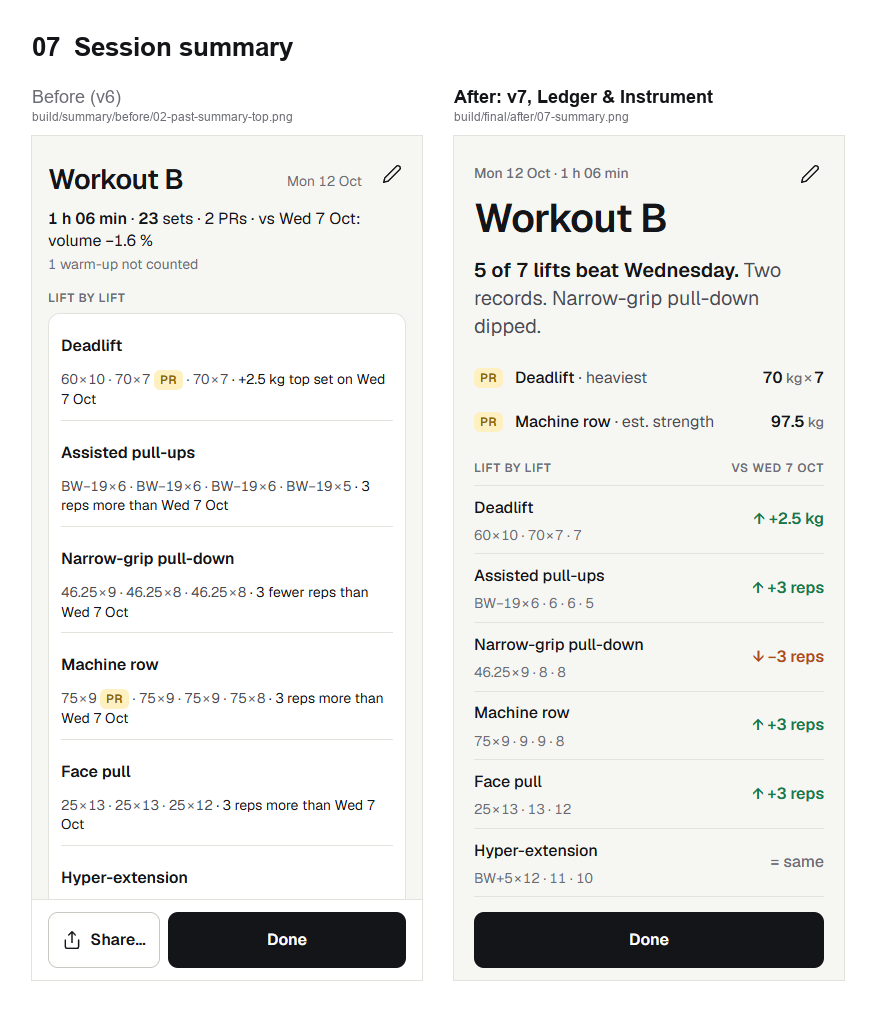 07 Session summary
Before (v6)
build/summary/before/02-past-summary-top.png
Workout B
Mon 12 Oct
1 h 06 min · 23 sets · 2 PRs · vs Wed 7 Oct:
volume −1.6 %
1 warm-up not counted
LIFT BY LIFT
Deadlift
60×10 · 70×7 PR · 70×7 · +2.5 kg top set on Wed
7 Oct
Assisted pull-ups
BW−19×6 · BW−19×6 · BW−19×6 · BW−19×5 · 3
reps more than Wed 7 Oct
Narrow-grip pull-down
46.25×9 · 46.25×8 · 46.25×8 · 3 fewer reps than
Wed 7 Oct
Machine row
75×9 PR · 75×9 · 75×9 · 75×8 · 3 reps more than
Wed 7 Oct
Face pull
25×13 · 25×13 · 25×12 · 3 reps more than Wed 7
Oct
Hyper-extension
Share…
Done
After: v7, Ledger & Instrument
build/final/after/07-summary.png
Mon 12 Oct · 1 h 06 min
Workout B
5 of 7 lifts beat Wednesday. Two
records. Narrow-grip pull-down
dipped.
PR Deadlift · heaviest 70 kg×7
PR Machine row · est. strength 97.5 kg
LIFT BY LIFT VS WED 7 OCT
Deadlift
60×10 · 70×7 · 7
↑ +2.5 kg
Assisted pull-ups
BW−19×6 · 6 · 6 · 5
↑ +3 reps
Narrow-grip pull-down
46.25×9 · 8 · 8
↓ −3 reps
Machine row
75×9 · 9 · 9 · 8
↑ +3 reps
Face pull
25×13 · 13 · 12
↑ +3 reps
Hyper-extension
BW+5×12 · 11 · 10
= same
Done